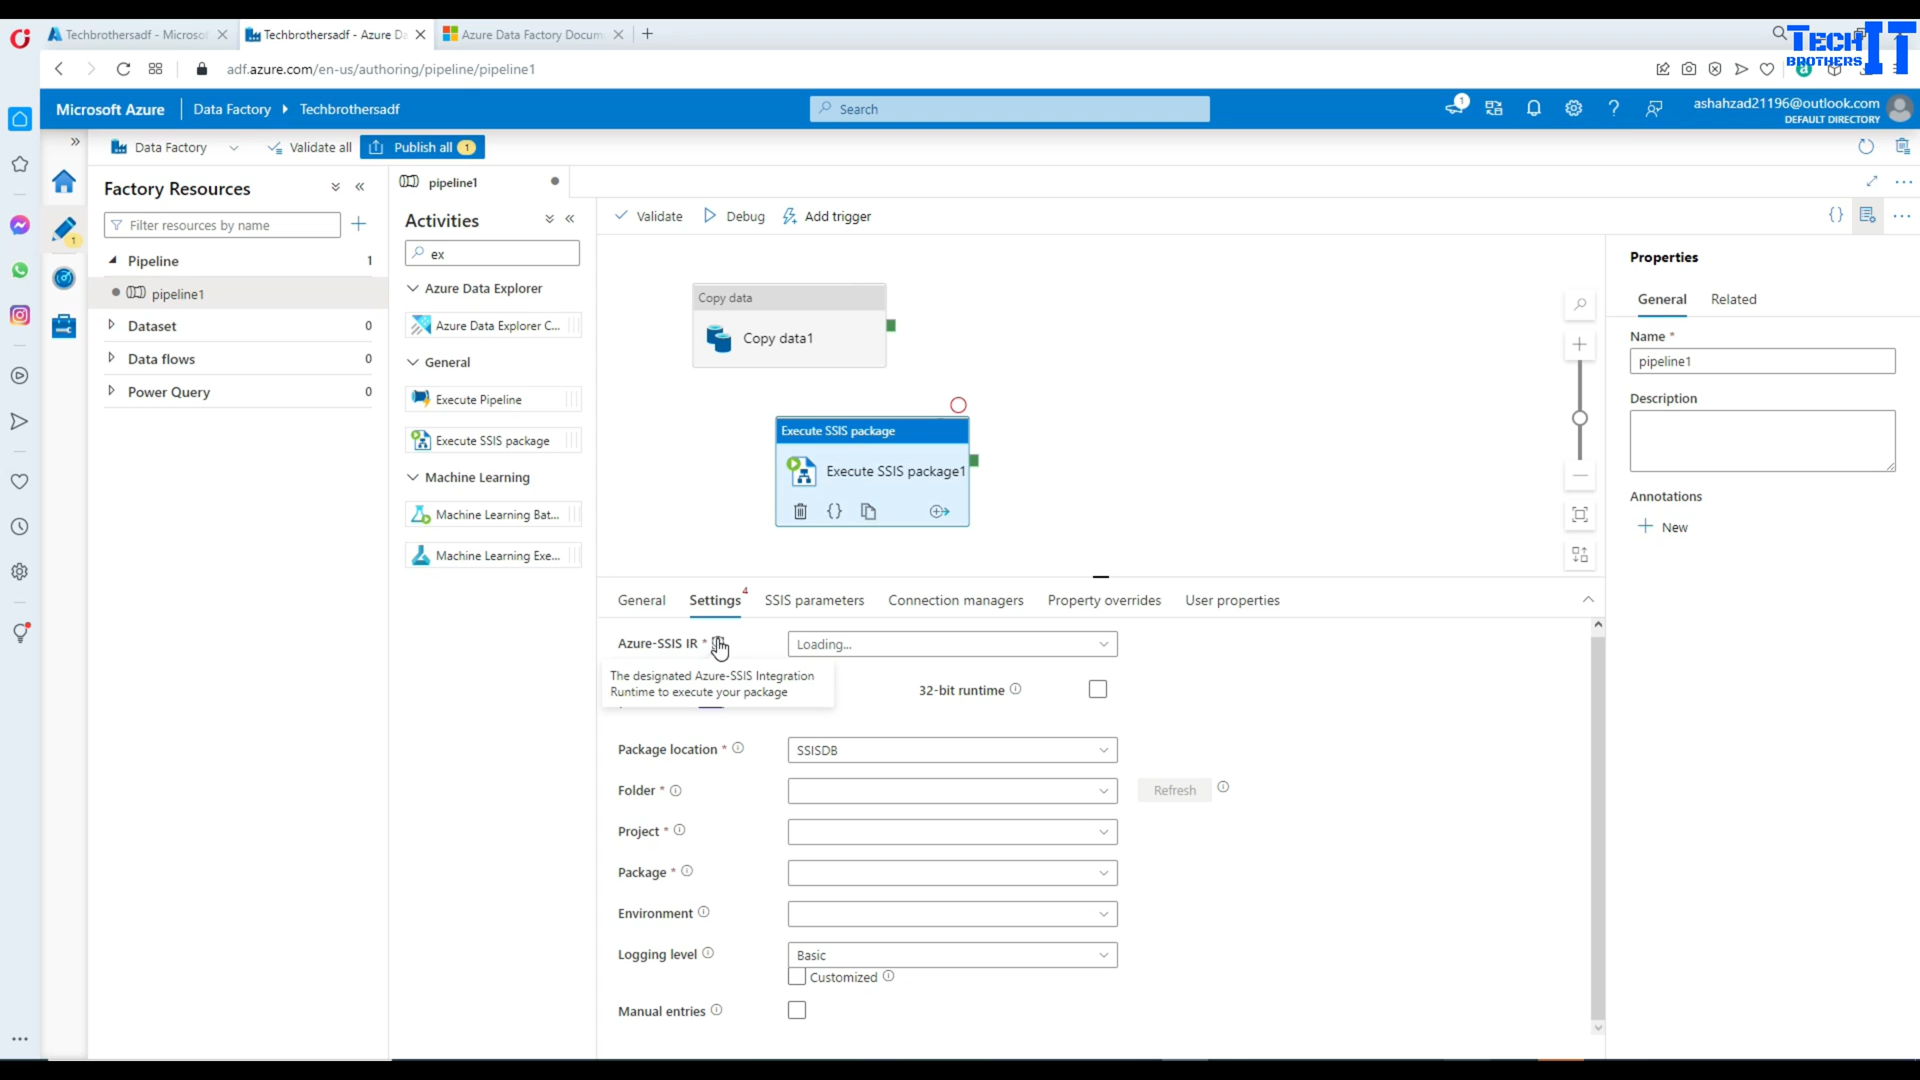 Techbrothersadf - Microsof
Techbrothersadf - Azure Da
Azure Data Factory Docum
TECH IT
BROTHERS
adf.azure.com/en-us/authoring/pipeline/pipeline1
Microsoft Azure
Data Factory
Techbrothersadf
Search
1
ashahzad21196@outlook.com
DEFAULT DIRECTORY
Data Factory
Validate all
Publish all 1
Factory Resources
pipeline1
Activities
Validate
Debug
Add trigger
Filter resources by name
1
ex
Pipeline 1
pipeline1
Dataset 0
Data flows 0
Power Query 0
Azure Data Explorer
Azure Data Explorer C...
General
Execute Pipeline
Execute SSIS package
Machine Learning
Machine Learning Bat...
Machine Learning Exe...
Copy data
Copy data1
Execute SSIS package
Execute SSIS package1
Properties
General
Related
Name *
pipeline1
Description
Annotations
New
General
Settings 4
SSIS parameters
Connection managers
Property overrides
User properties
Azure-SSIS IR *
Loading...
The designated Azure-SSIS Integration
Runtime to execute your package
32-bit runtime
Package location *
SSISDB
Folder *
Refresh
Project *
Package *
Environment
Logging level
Basic
Customized
Manual entries